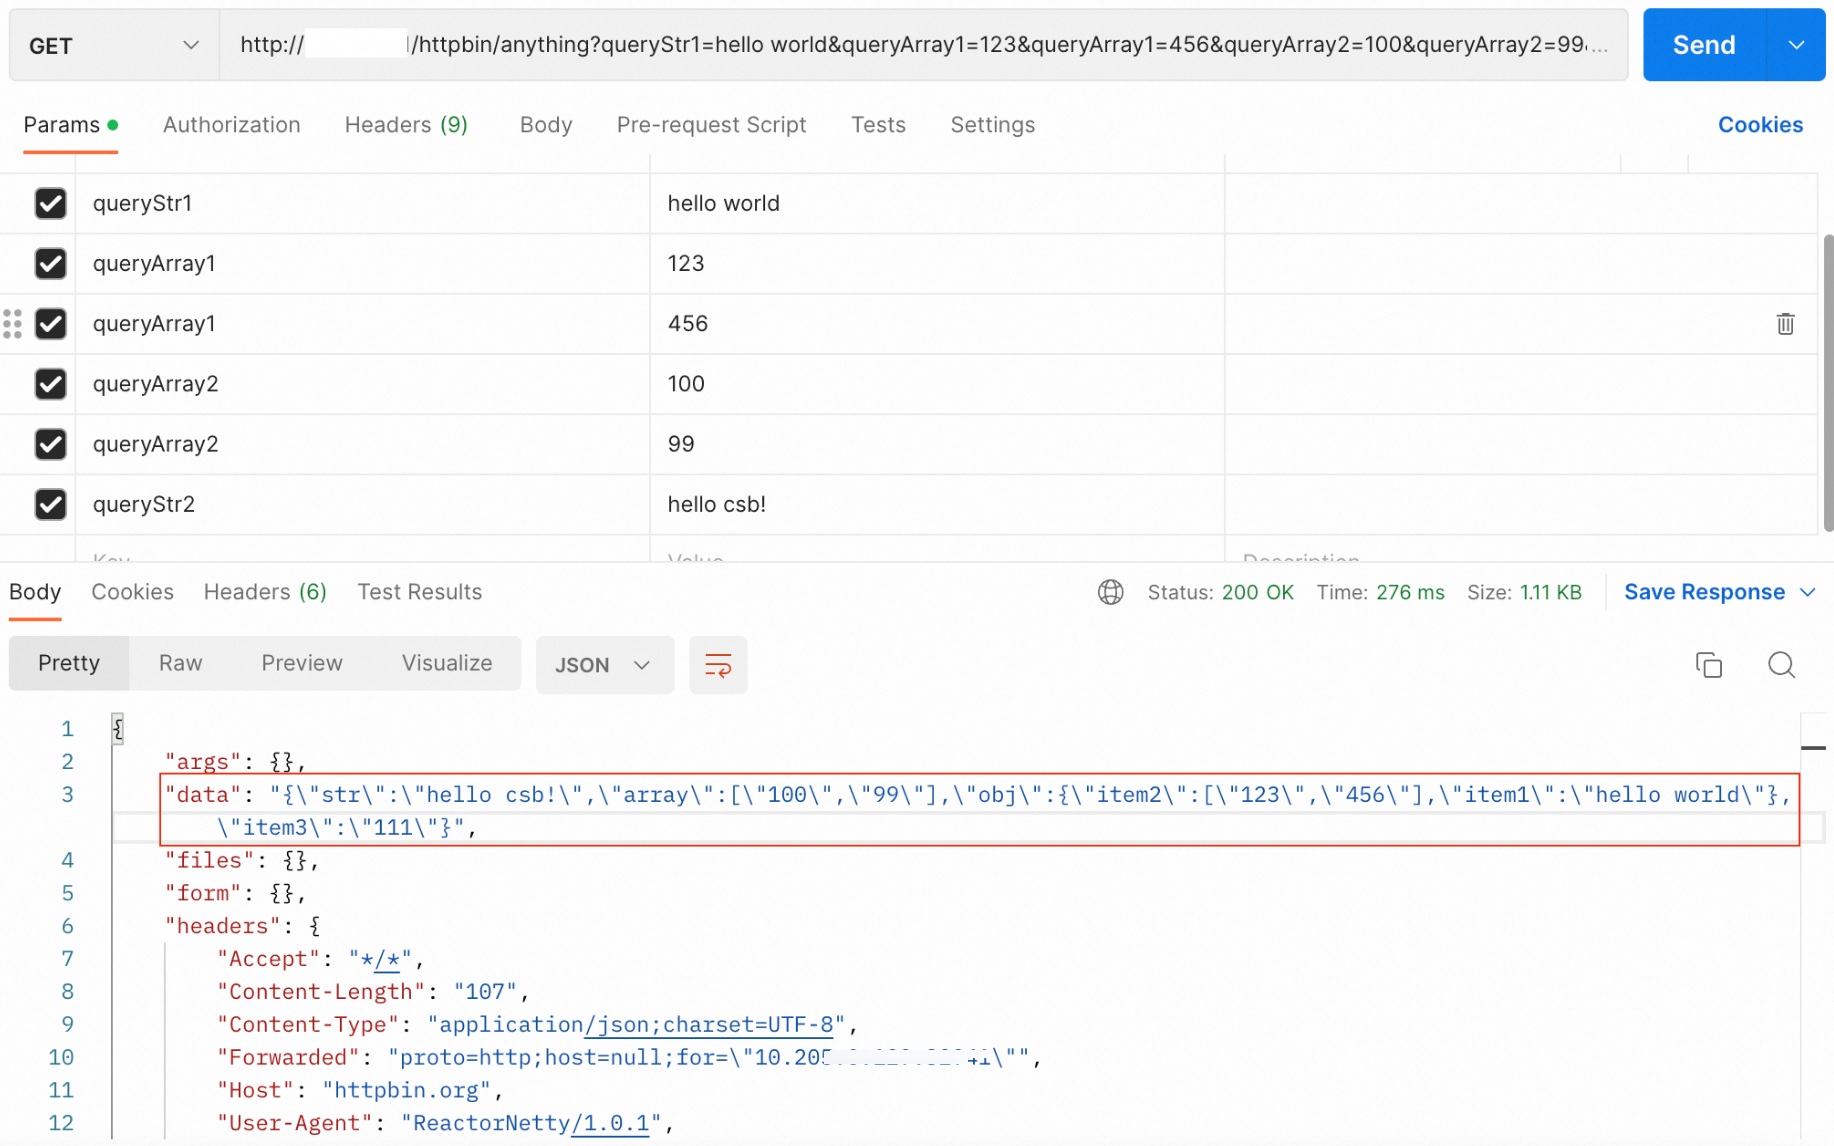 GET
http:// /httpbin/anything?queryStr1=hello world&queryArray1=123&queryArray1=456&queryArray2=100&queryArray2=99...
Send
Params
Authorization
Headers (9)
Body
Pre-request Script
Tests
Settings
Cookies
queryStr1 hello world
queryArray1 123
queryArray1 456
queryArray2 100
queryArray2 99
queryStr2 hello csb!
Key Value Description
Body
Cookies
Headers (6)
Test Results
Status: 200 OK
Time: 276 ms
Size: 1.11 KB
Save Response
Pretty
Raw
Preview
Visualize
JSON
1 {
2 "args": {},
3 "data": "{\"str\":\"hello csb!\",\"array\":[\"100\",\"99\"],\"obj\":{\"item2\":[\"123\",\"456\"],\"item1\":\"hello world\"},
\"item3\":\"111\"}",
4 "files": {},
5 "form": {},
6 "headers": {
7 "Accept": "*/*",
8 "Content-Length": "107",
9 "Content-Type": "application/json;charset=UTF-8",
10 "Forwarded": "proto=http;host=null;for=\"10.205 41\"",
11 "Host": "httpbin.org",
12 "User-Agent": "ReactorNetty/1.0.1",